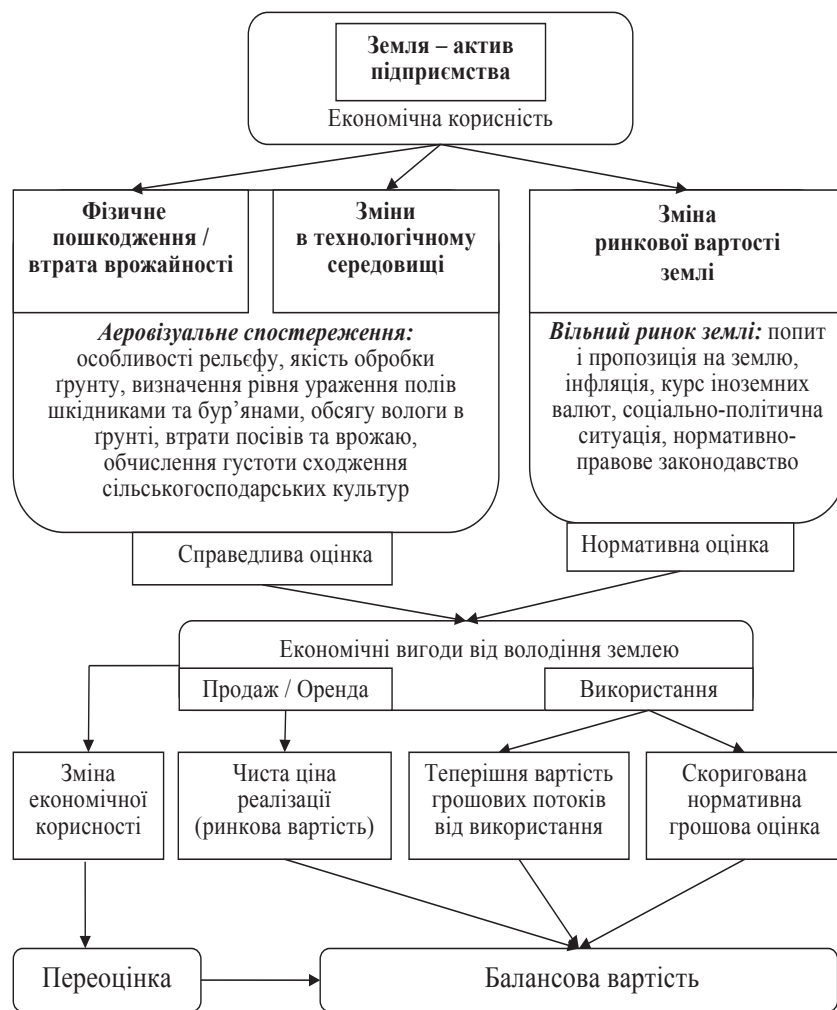 Земля – актив
підприємства
Економічна корисність
Фізичне
пошкодження /
втрата врожайності
Зміни
в технологічному
середовищі
Зміна
ринкової вартості
землі
Аеровізуальне спостереження:
особливості рельєфу, якість обробки
ґрунту, визначення рівня ураження полів
шкідниками та бур’янами, обсягу вологи в
ґрунті, втрати посівів та врожаю,
обчислення густоти сходження
сільськогосподарських культур
Вільний ринок землі: попит
і пропозиція на землю,
інфляція, курс іноземних
валют, соціально-політична
ситуація, нормативно-
правове законодавство
Справедлива оцінка
Нормативна оцінка
Економічні вигоди від володіння землею
Продаж / Оренда
Використання
Зміна
економічної
корисності
Чиста ціна
реалізації
(ринкова вартість)
Теперішня вартість
грошових потоків
від використання
Скоригована
нормативна
грошова оцінка
Переоцінка
Балансова вартість